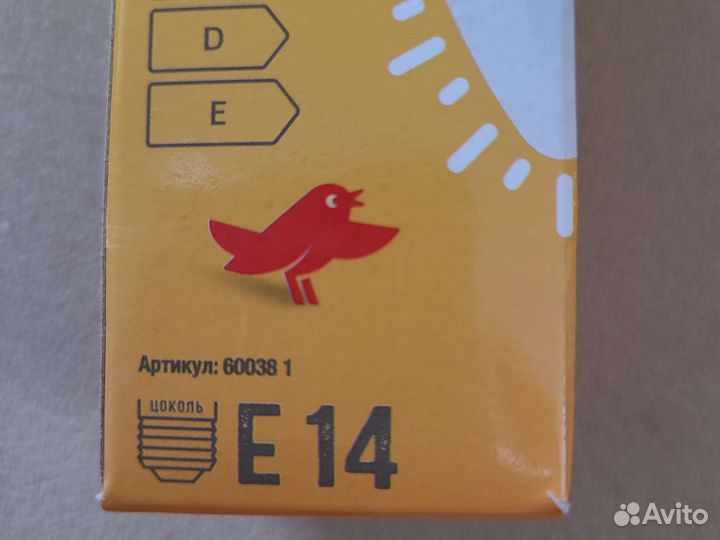 D
E
Артикул: 60038 1
цоколь
E 14
Avito